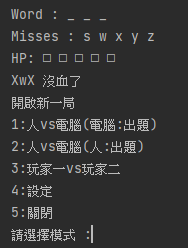 Word : _ _ _
Misses : s w x y z
HP: □ □ □ □ □
XwX 沒血了
開啟新一局
1:人vs電腦(電腦:出題)
2:人vs電腦(人:出題)
3:玩家一vs玩家二
4:設定
5:關閉
請選擇模式 :